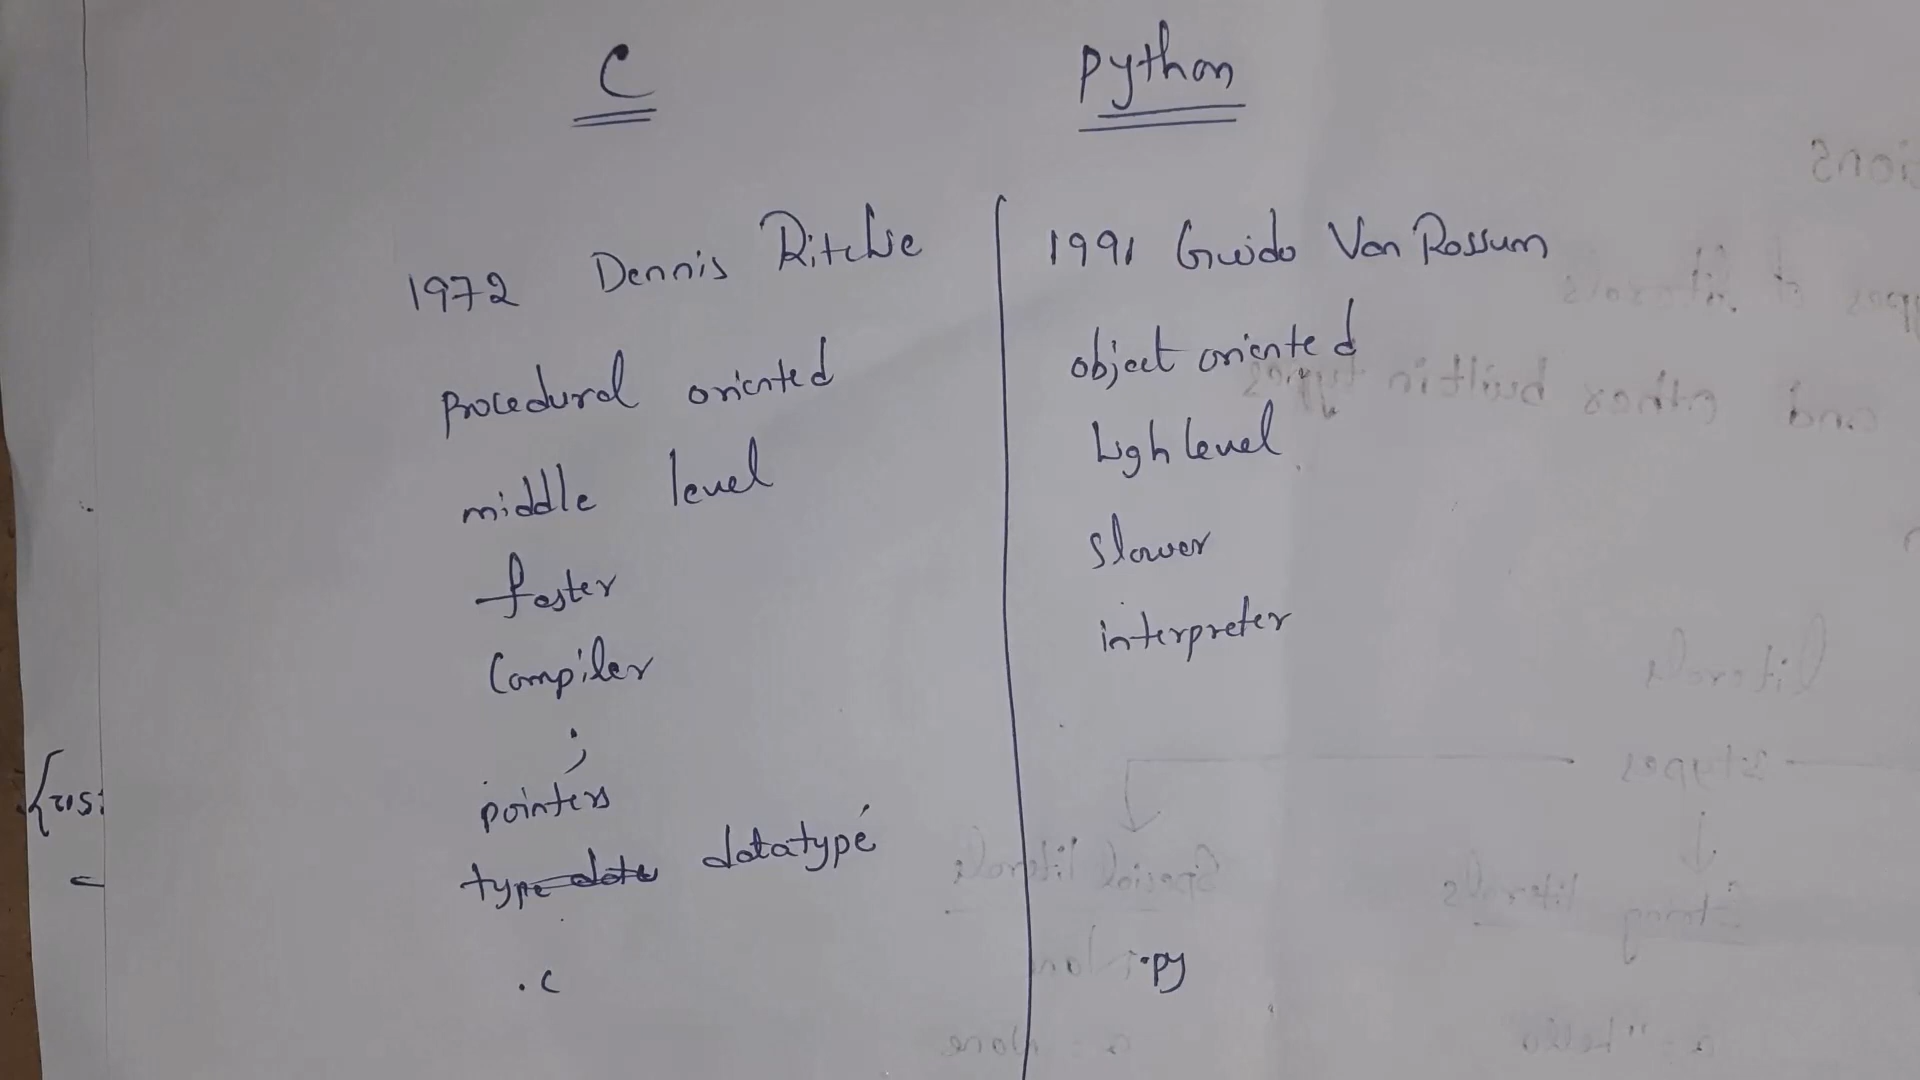 C
Python
1972 Dennis Ritchie
Procedural oriented
middle level
faster
Compiler
;
pointers
type date datatype
.c
1991 Guido Van Rossum
object oriented
high level
slower
interpreter
.py